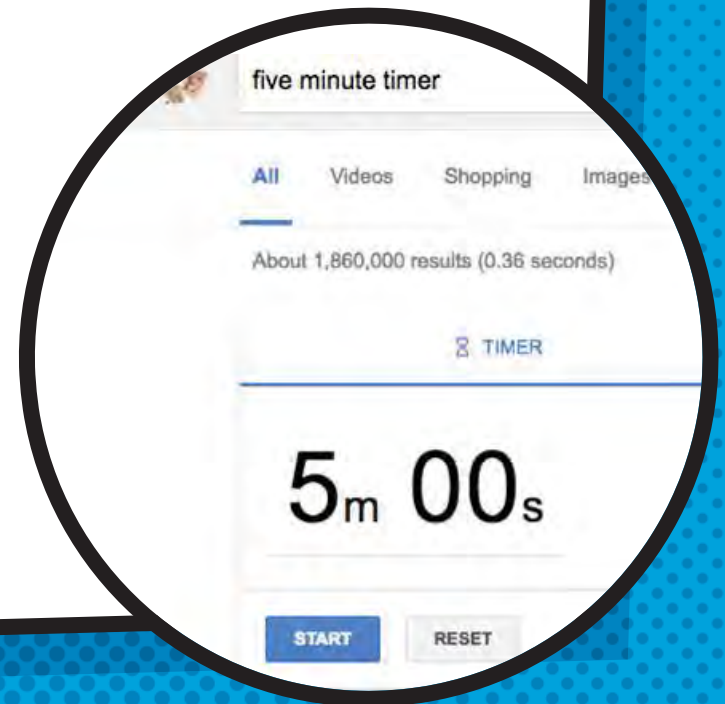 five minute timer
All Videos Shopping Images
About 1,860,000 results (0.36 seconds)
TIMER
5m 00s
START RESET